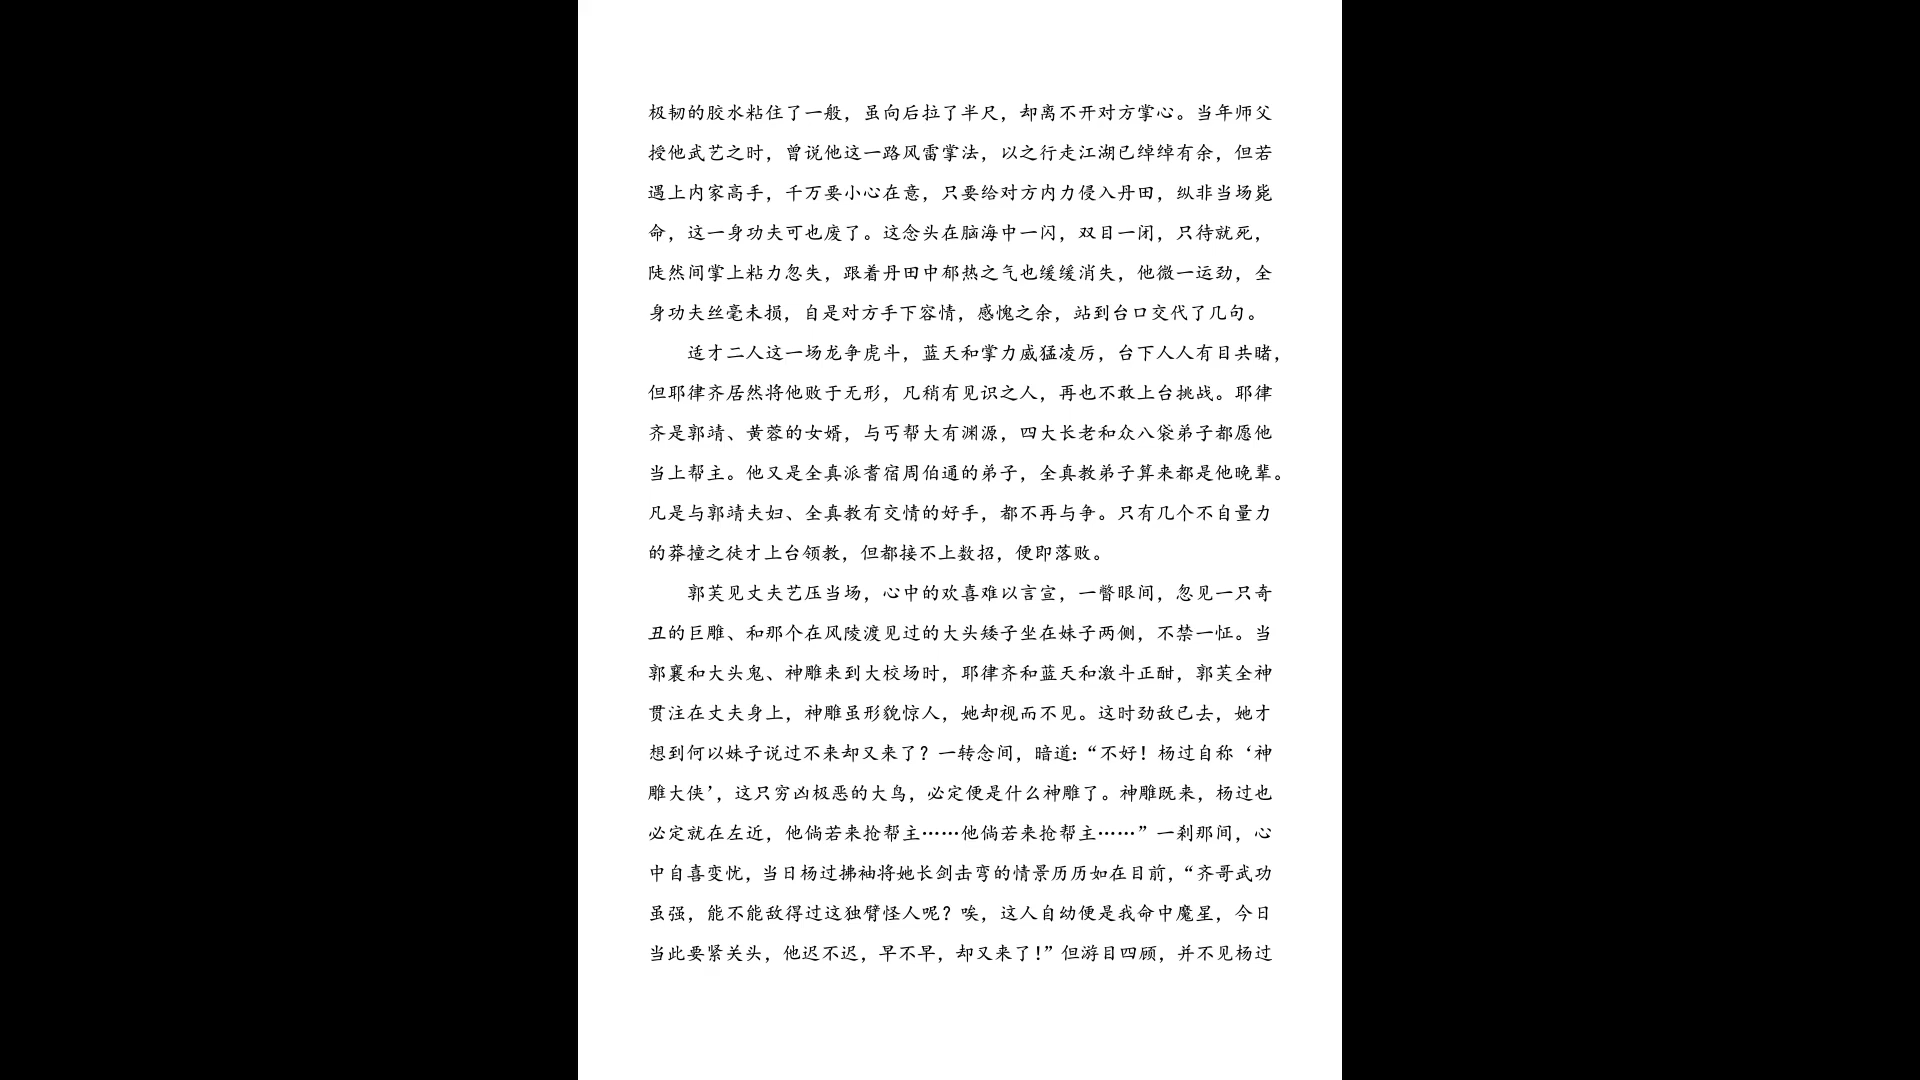 极韧的胶水粘住了一般，虽向后拉了半尺，却离不开对方掌心。当年师父
授他武艺之时，曾说他这一路风雷掌法，以之行走江湖已绰绰有余，但若
遇上内家高手，千万要小心在意，只要给对方内力侵入丹田，纵非当场毙
命，这一身功夫可也废了。这念头在脑海中一闪，双目一闭，只待就死，
陡然间掌上粘力忽失，跟着丹田中郁热之气也缓缓消失，他微一运劲，全
身功夫丝毫未损，自是对方手下容情，感愧之余，站到台口交代了几句。
适才二人这一场龙争虎斗，蓝天和掌力威猛凌厉，台下人人有目共睹，
但耶律齐居然将他败于无形，凡稍有见识之人，再也不敢上台挑战。耶律
齐是郭靖、黄蓉的女婿，与丐帮大有渊源，四大长老和众八袋弟子都愿他
当上帮主。他又是全真派耆宿周伯通的弟子，全真教弟子算来都是他晚辈。
凡是与郭靖夫妇、全真教有交情的好手，都不再与争。只有几个不自量力
的莽撞之徒才上台领教，但都接不上数招，便即落败。
郭芙见丈夫艺压当场，心中的欢喜难以言宣，一瞥眼间，忽见一只奇
丑的巨雕、和那个在风陵渡见过的大头矮子坐在妹子两侧，不禁一怔。当
郭襄和大头鬼、神雕来到大校场时，耶律齐和蓝天和激斗正酣，郭芙全神
贯注在丈夫身上，神雕虽形貌惊人，她却视而不见。这时劲敌已去，她才
想到何以妹子说过不来却又来了？一转念间，暗道：“不好！杨过自称‘神
雕大侠’，这只穷凶极恶的大鸟，必定便是什么神雕了。神雕既来，杨过也
必定就在左近，他倘若来抢帮主……他倘若来抢帮主……”一刹那间，心
中自喜变忧，当日杨过拂袖将她长剑击弯的情景历历如在目前，“齐哥武功
虽强，能不能敌得过这独臂怪人呢？唉，这人自幼便是我命中魔星，今日
当此要紧关头，他迟不迟，早不早，却又来了！”但游目四顾，并不见杨过